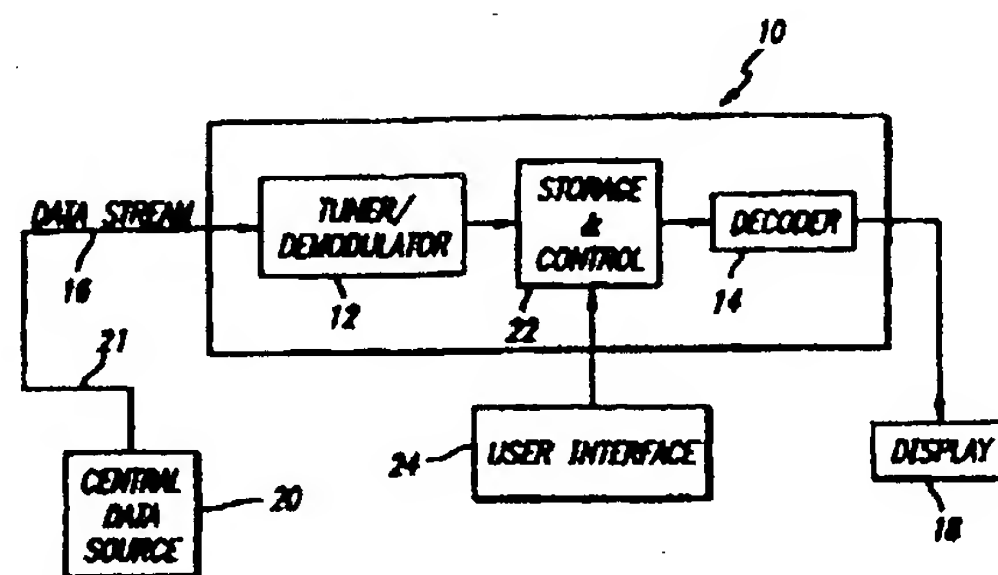 10
DATA STREAM
16
21
TUNER/
DEMODULATOR
12
STORAGE
&
CONTROL
22
DECODER
14
CENTRAL
DATA
SOURCE
20
24
USER INTERFACE
DISPLAY
18